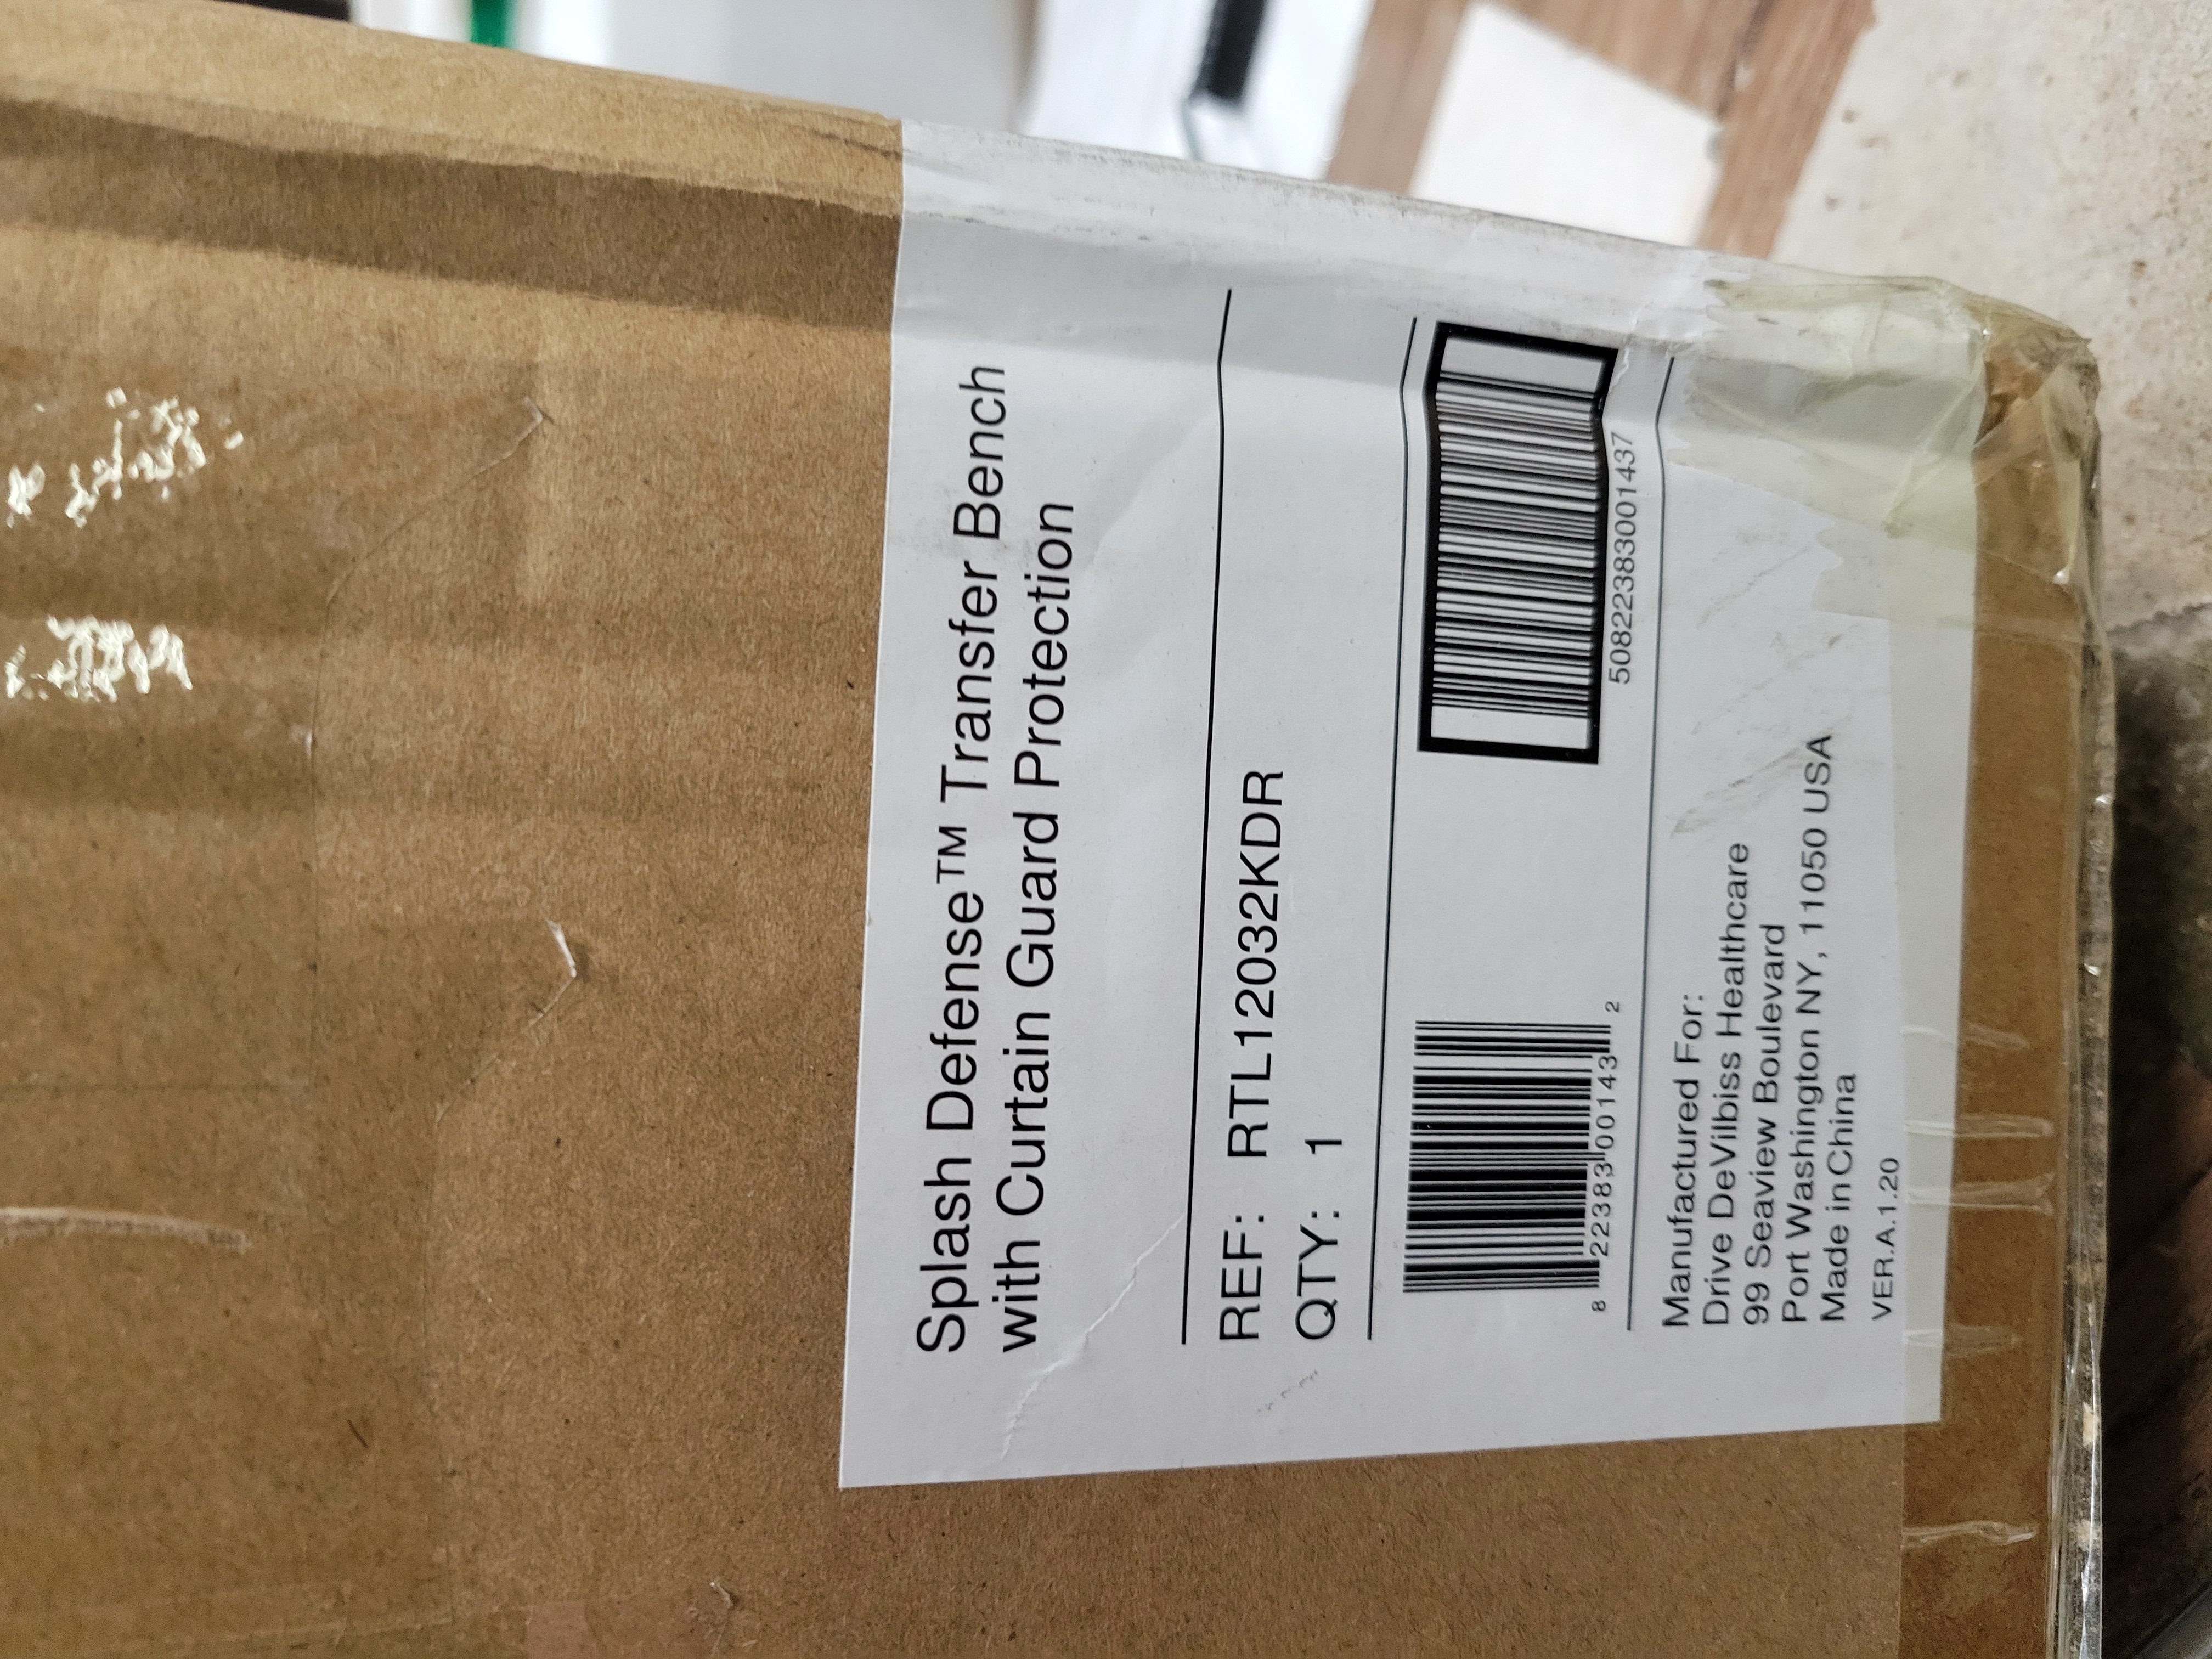 Splash Defense™ Transfer Bench
with Curtain Guard Protection
REF: RTL12032KDR
QTY: 1
8 22383 00143 2
50822383001437
Manufactured For:
Drive DeVilbiss Healthcare
99 Seaview Boulevard
Port Washington NY, 11050 USA
Made in China
VER.A.1.20